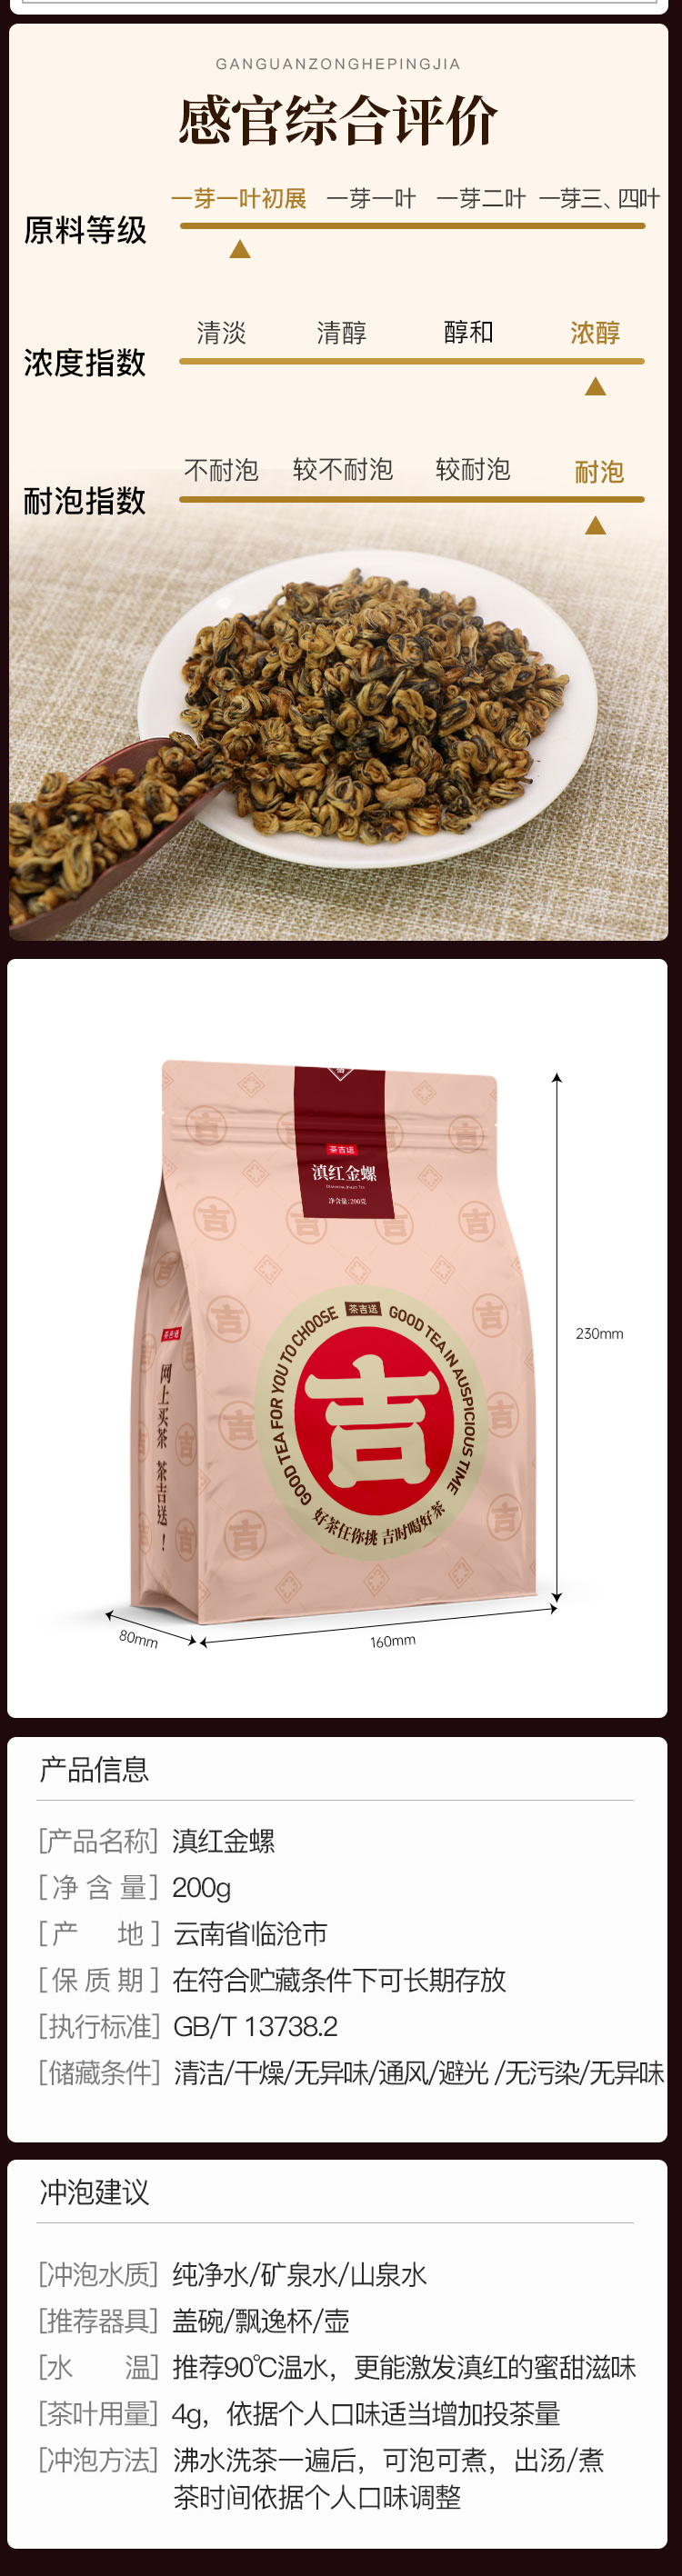 GANGUANZONGHEPINGJIA
感官综合评价
一芽一叶初展 一芽一叶 一芽二叶 一芽三、四叶
原料等级
清淡 清醇 醇和 浓醇
浓度指数
不耐泡 较不耐泡 较耐泡 耐泡
耐泡指数
茶吉送
滇红金螺
净含量:200克
茶吉送
GOOD TEA FOR YOU TO CHOOSE
GOOD TEA IN AUSPICIOUS TIME
吉
好茶任你挑 吉时喝好茶
茶吉送
网上买茶 茶吉送！
230mm
80mm
160mm
产品信息
[产品名称] 滇红金螺
[净含量] 200g
[产 地] 云南省临沧市
[保质期] 在符合贮藏条件下可长期存放
[执行标准] GB/T 13738.2
[储藏条件] 清洁/干燥/无异味/通风/避光 /无污染/无异味
冲泡建议
[冲泡水质] 纯净水/矿泉水/山泉水
[推荐器具] 盖碗/飘逸杯/壶
[水 温] 推荐90℃温水，更能激发滇红的蜜甜滋味
[茶叶用量] 4g，依据个人口味适当增加投茶量
[冲泡方法] 沸水洗茶一遍后，可泡可煮，出汤/煮
茶时间依据个人口味调整